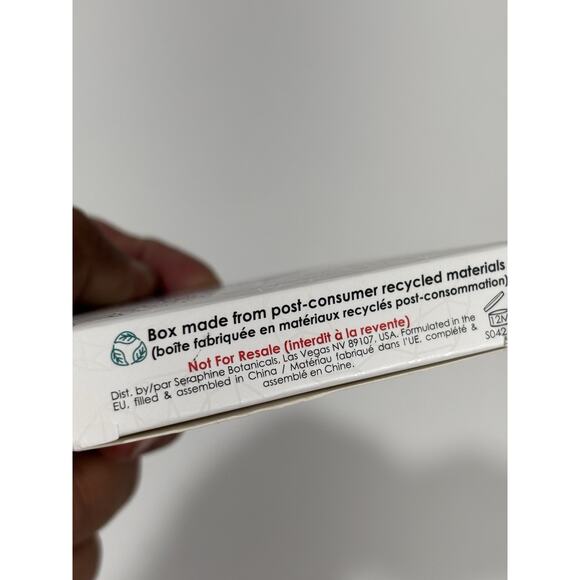 Box made from post-consumer recycled materials
(boîte fabriquée en matériaux recyclés post-consommation)
Not For Resale (interdit à la revente)
Dist. by/par Seraphine Botanicals, Las Vegas NV 89107, USA. Formulated in the
EU, filled & assembled in China / Matériau fabriqué dans l'UE, complété &
assemblé en Chine.
12M
S042